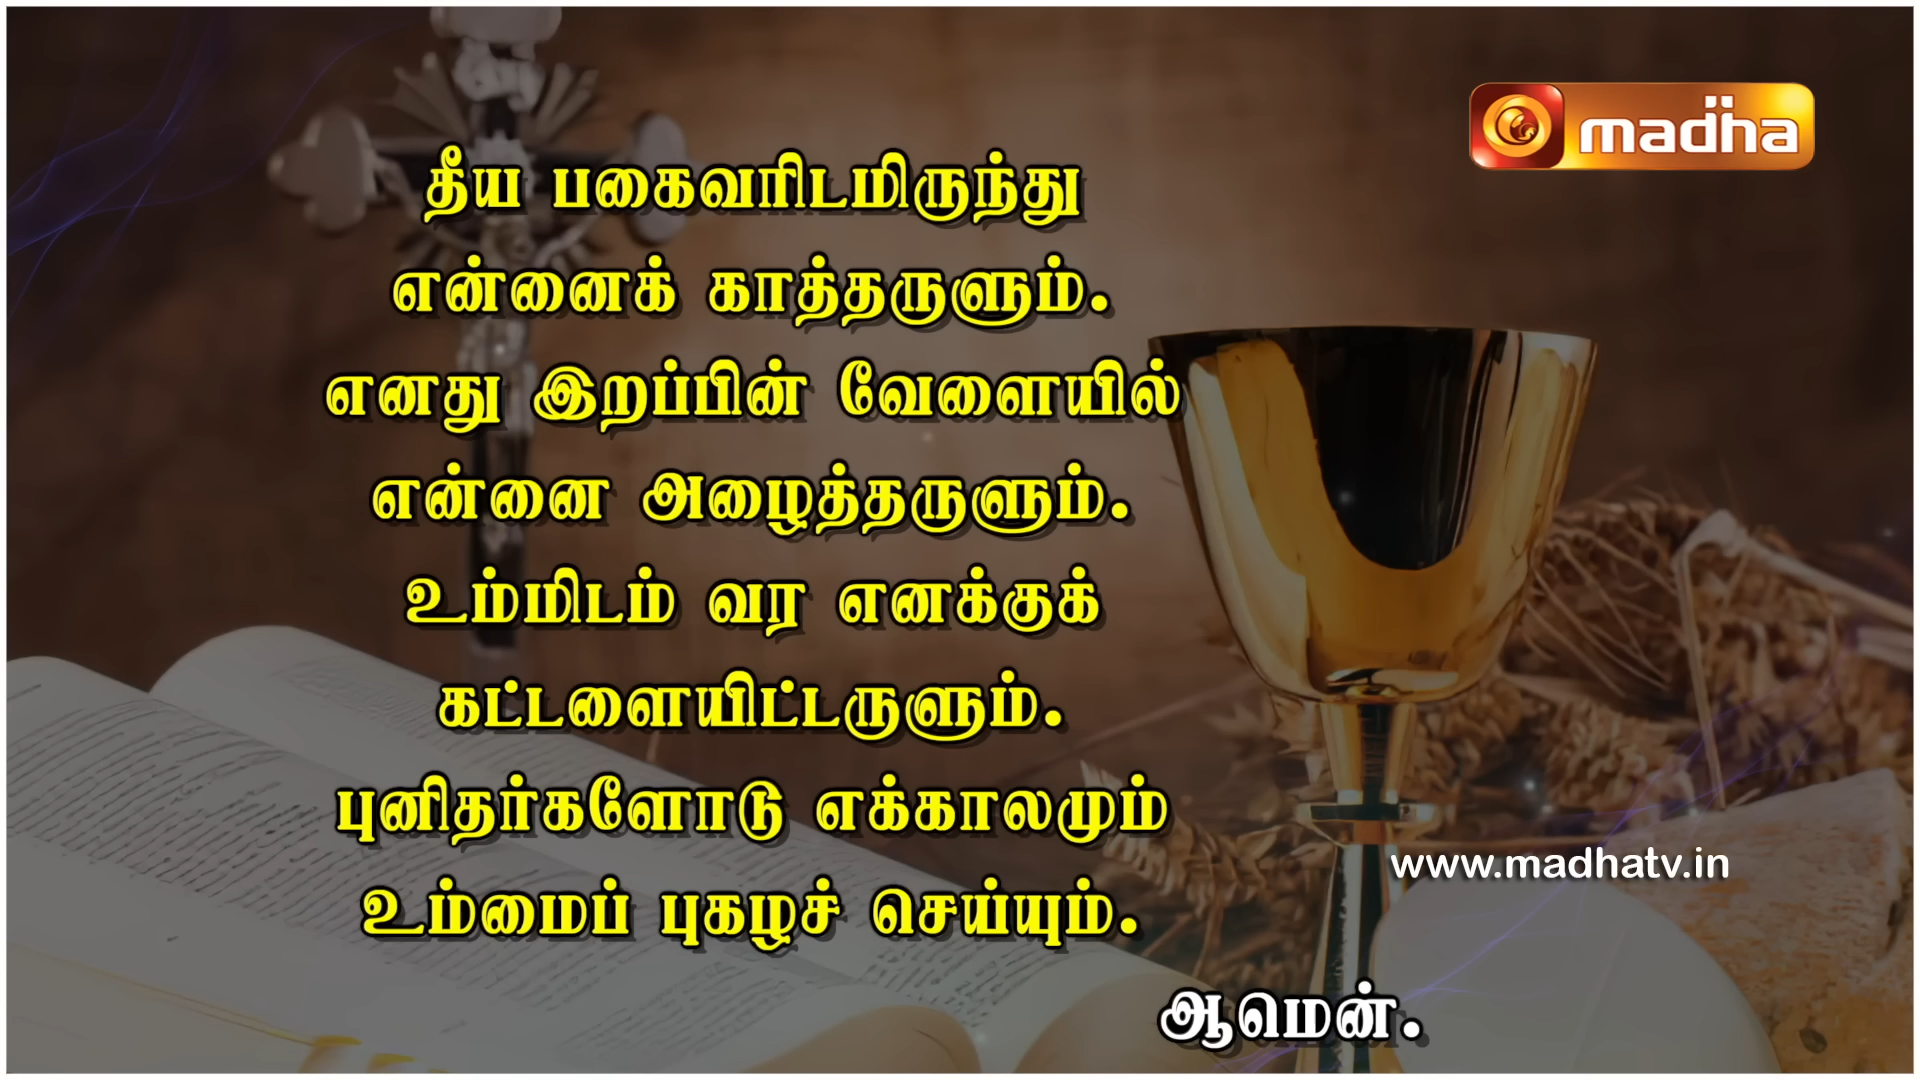 madha
தீய பகைவரிடமிருந்து
என்னைக் காத்தருளும்.
எனது இறப்பின் வேளையில்
என்னை அழைத்தருளும்.
உம்மிடம் வர எனக்குக்
கட்டளையிட்டருளும்.
புனிதர்களோடு எக்காலமும்
உம்மைப் புகழச் செய்யும்.
www.madhatv.in
ஆமென்.